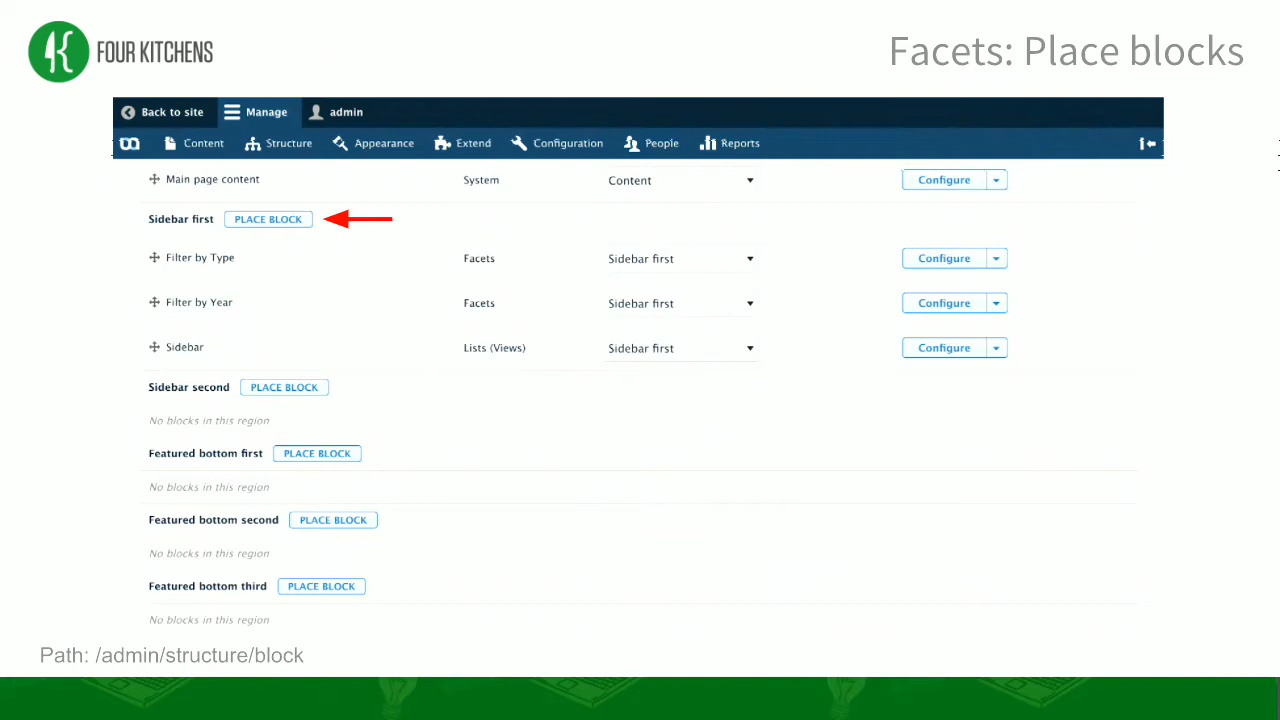 FOUR KITCHENS
Facets: Place blocks
Back to site Manage admin
Content Structure Appearance Extend Configuration People Reports
Main page content System Content Configure
Sidebar first PLACE BLOCK
Filter by Type Facets Sidebar first Configure
Filter by Year Facets Sidebar first Configure
Sidebar Lists (Views) Sidebar first Configure
Sidebar second PLACE BLOCK
No blocks in this region
Featured bottom first PLACE BLOCK
No blocks in this region
Featured bottom second PLACE BLOCK
No blocks in this region
Featured bottom third PLACE BLOCK
No blocks in this region
Path: /admin/structure/block